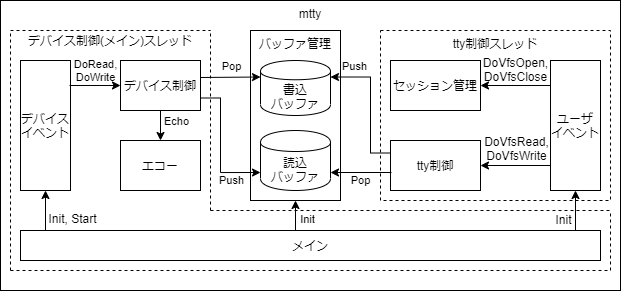 mtty
デバイス制御(メイン)スレッド
バッファ管理
tty制御スレッド
DoRead,
DoWrite
デバイス
イベント
デバイス制御
Pop
書込
バッファ
Push
セッション管理
DoVfsOpen,
DoVfsClose
ユーザ
イベント
Echo
エコー
Push
読込
バッファ
Pop
tty制御
DoVfsRead,
DoVfsWrite
Init, Start
Init
Init
メイン